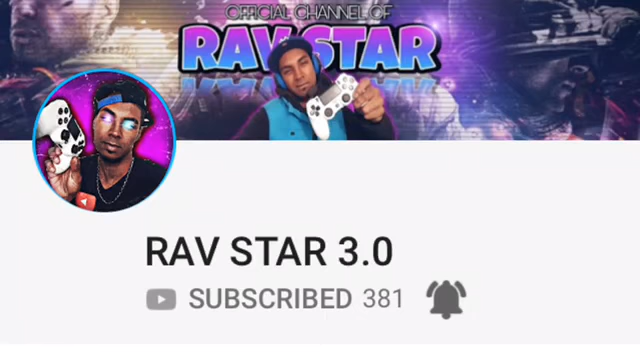 OFFICIAL CHANNEL OF
RAV STAR
RAV STAR 3.0
SUBSCRIBED 381